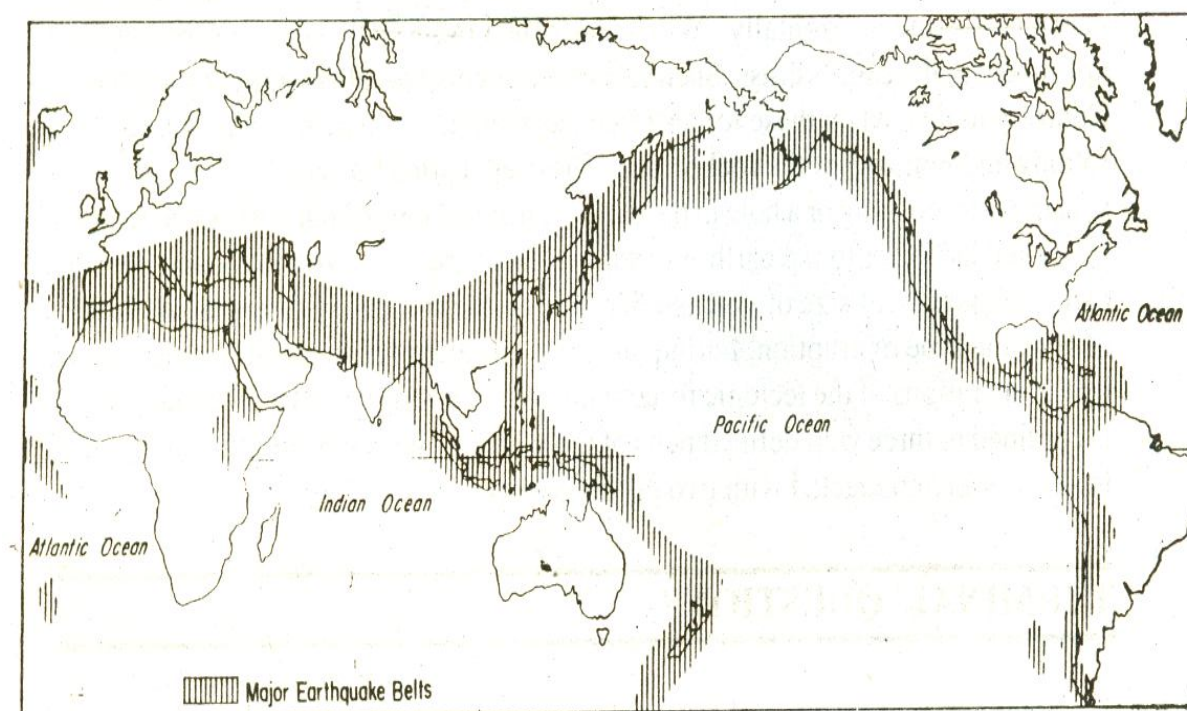 Atlantic Ocean
Pacific Ocean
Indian Ocean
Atlantic Ocean
Major Earthquake Belts